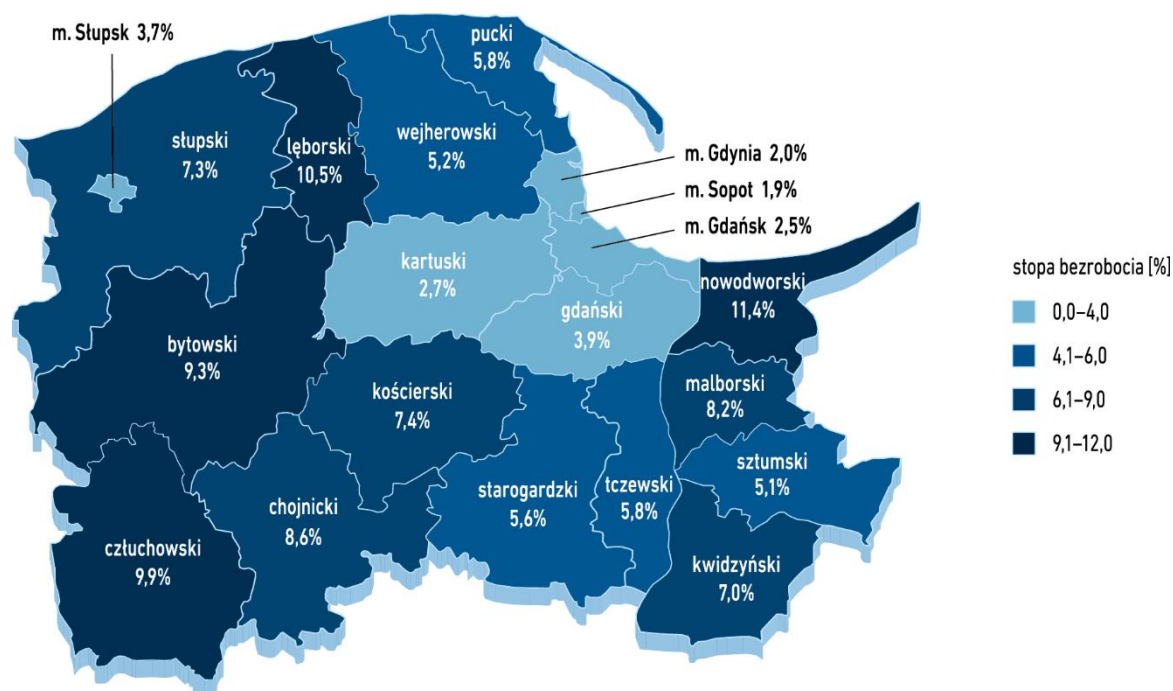 m. Słupsk 3,7%
pucki
5,8%
słupski
7,3%
lęborski
10,5%
wejherowski
5,2%
m. Gdynia 2,0%
m. Sopot 1,9%
m. Gdańsk 2,5%
kartuski
2,7%
gdański
3,9%
nowodworski
11,4%
bytowski
9,3%
kościerski
7,4%
malborski
8,2%
sztumski
5,1%
chojnicki
8,6%
starogardzki
5,6%
tczewski
5,8%
człuchowski
9,9%
kwidzyński
7,0%
stopa bezrobocia [%]
0,0–4,0
4,1–6,0
6,1–9,0
9,1–12,0